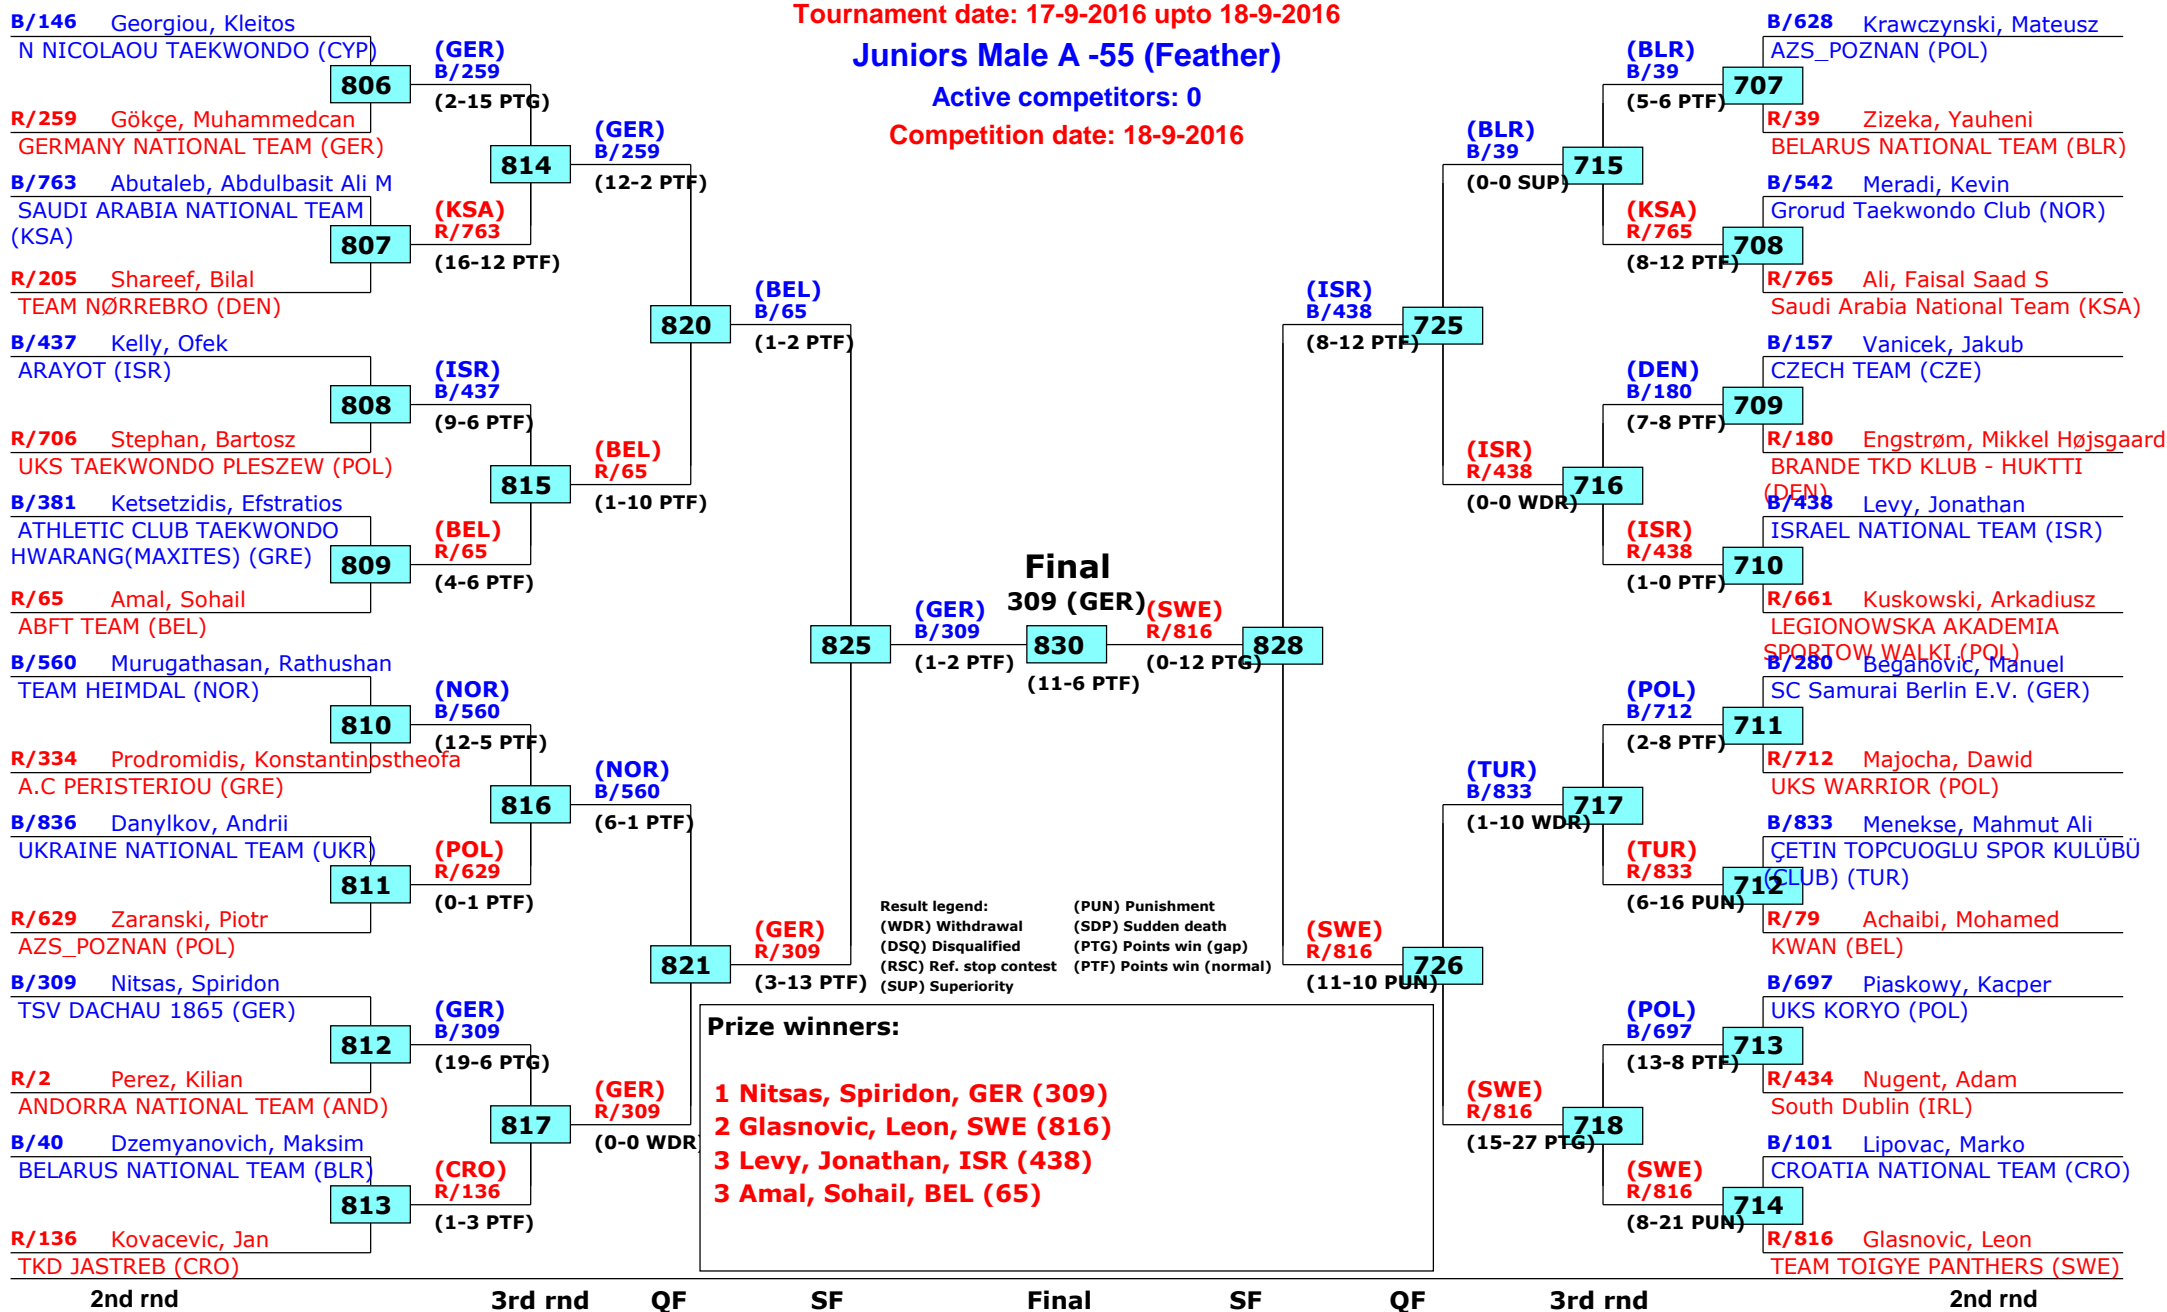 Tournament date: 17-9-2016 upto 18-9-2016
Juniors Male A -55 (Feather)
Active competitors: 0
Competition date: 18-9-2016
B/146 Georgiou, Kleitos
N NICOLAOU TAEKWONDO (CYP)
806
R/259 Gökçe, Muhammedcan
GERMANY NATIONAL TEAM (GER)
B/763 Abutaleb, Abdulbasit Ali M
SAUDI ARABIA NATIONAL TEAM
(KSA)
807
R/205 Shareef, Bilal
TEAM NØRREBRO (DEN)
B/437 Kelly, Ofek
ARAYOT (ISR)
808
R/706 Stephan, Bartosz
UKS TAEKWONDO PLESZEW (POL)
B/381 Ketsetzidis, Efstratios
ATHLETIC CLUB TAEKWONDO
HWARANG(MAXITES) (GRE)
809
R/65 Amal, Sohail
ABFT TEAM (BEL)
B/560 Murugathasan, Rathushan
TEAM HEIMDAL (NOR)
810
R/334 Prodromidis, Konstantinostheofa
A.C PERISTERIOU (GRE)
B/836 Danylkov, Andrii
UKRAINE NATIONAL TEAM (UKR)
811
R/629 Zaranski, Piotr
AZS_POZNAN (POL)
B/309 Nitsas, Spiridon
TSV DACHAU 1865 (GER)
812
R/2 Perez, Kilian
ANDORRA NATIONAL TEAM (AND)
B/40 Dzemyanovich, Maksim
BELARUS NATIONAL TEAM (BLR)
813
R/136 Kovacevic, Jan
TKD JASTREB (CRO)
(GER)
B/259
(2-15 PTG)
814
(KSA)
R/763
(16-12 PTF)
(ISR)
B/437
(9-6 PTF)
815
(BEL)
R/65
(4-6 PTF)
(NOR)
B/560
(12-5 PTF)
816
(POL)
R/629
(0-1 PTF)
(GER)
B/309
(19-6 PTG)
817
(CRO)
R/136
(1-3 PTF)
(GER)
B/259
(12-2 PTF)
820
(BEL)
R/65
(1-10 PTF)
(NOR)
B/560
(6-1 PTF)
821
(GER)
R/309
(0-0 WDR)
(BEL)
B/65
(1-2 PTF)
825
(GER)
R/309
(3-13 PTF)
(GER)
B/309
(1-2 PTF)
Final
309 (GER)
830
(11-6 PTF)
(SWE)
R/816
(0-12 PTG)
828
(ISR)
B/438
(8-12 PTF)
(SWE)
R/816
(11-10 PUN)
725
726
(BLR)
B/39
(0-0 SUP)
(ISR)
R/438
(0-0 WDR)
(TUR)
B/833
(1-10 WDR)
(SWE)
R/816
(15-27 PTG)
715
716
717
718
(BLR)
B/39
(5-6 PTF)
(KSA)
R/765
(8-12 PTF)
(DEN)
B/180
(7-8 PTF)
(ISR)
R/438
(1-0 PTF)
(POL)
B/712
(2-8 PTF)
(TUR)
R/833
(6-16 PUN)
(POL)
B/697
(13-8 PTF)
(SWE)
R/816
(8-21 PUN)
B/628 Krawczynski, Mateusz
AZS_POZNAN (POL)
707
R/39 Zizeka, Yauheni
BELARUS NATIONAL TEAM (BLR)
B/542 Meradi, Kevin
Grorud Taekwondo Club (NOR)
708
R/765 Ali, Faisal Saad S
Saudi Arabia National Team (KSA)
B/157 Vanicek, Jakub
CZECH TEAM (CZE)
709
R/180 Engstrøm, Mikkel Højsgaard
BRANDE TKD KLUB - HUKTTI
(DEN)
B/438 Levy, Jonathan
ISRAEL NATIONAL TEAM (ISR)
710
R/661 Kuskowski, Arkadiusz
LEGIONOWSKA AKADEMIA
SPORTOW WALKI (POL)
B/280 Beganovic, Manuel
SC Samurai Berlin E.V. (GER)
711
R/712 Majocha, Dawid
UKS WARRIOR (POL)
B/833 Menekse, Mahmut Ali
ÇETIN TOPCUOGLU SPOR KULÜBÜ
(CLUB) (TUR)
712
R/79 Achaibi, Mohamed
KWAN (BEL)
B/697 Piaskowy, Kacper
UKS KORYO (POL)
713
R/434 Nugent, Adam
South Dublin (IRL)
B/101 Lipovac, Marko
CROATIA NATIONAL TEAM (CRO)
714
R/816 Glasnovic, Leon
TEAM TOIGYE PANTHERS (SWE)
Result legend: (PUN) Punishment
(WDR) Withdrawal (SDP) Sudden death
(DSQ) Disqualified (PTG) Points win (gap)
(RSC) Ref. stop contest (PTF) Points win (normal)
(SUP) Superiority
Prize winners:
1 Nitsas, Spiridon, GER (309)
2 Glasnovic, Leon, SWE (816)
3 Levy, Jonathan, ISR (438)
3 Amal, Sohail, BEL (65)
2nd rnd 3rd rnd QF SF Final SF QF 3rd rnd 2nd rnd